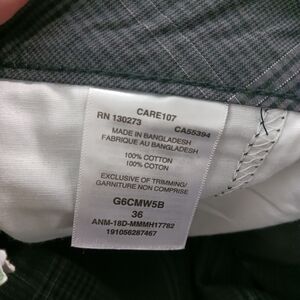 CARE107
RN 130273 CA55394
MADE IN BANGLADESH
FABRIQUE AU BANGLADESH
100% COTTON
100% COTON
EXCLUSIVE OF TRIMMING/
GARNITURE NON COMPRISE
G6CMW5B
36
ANM-18D-MMMH17782
191056287467